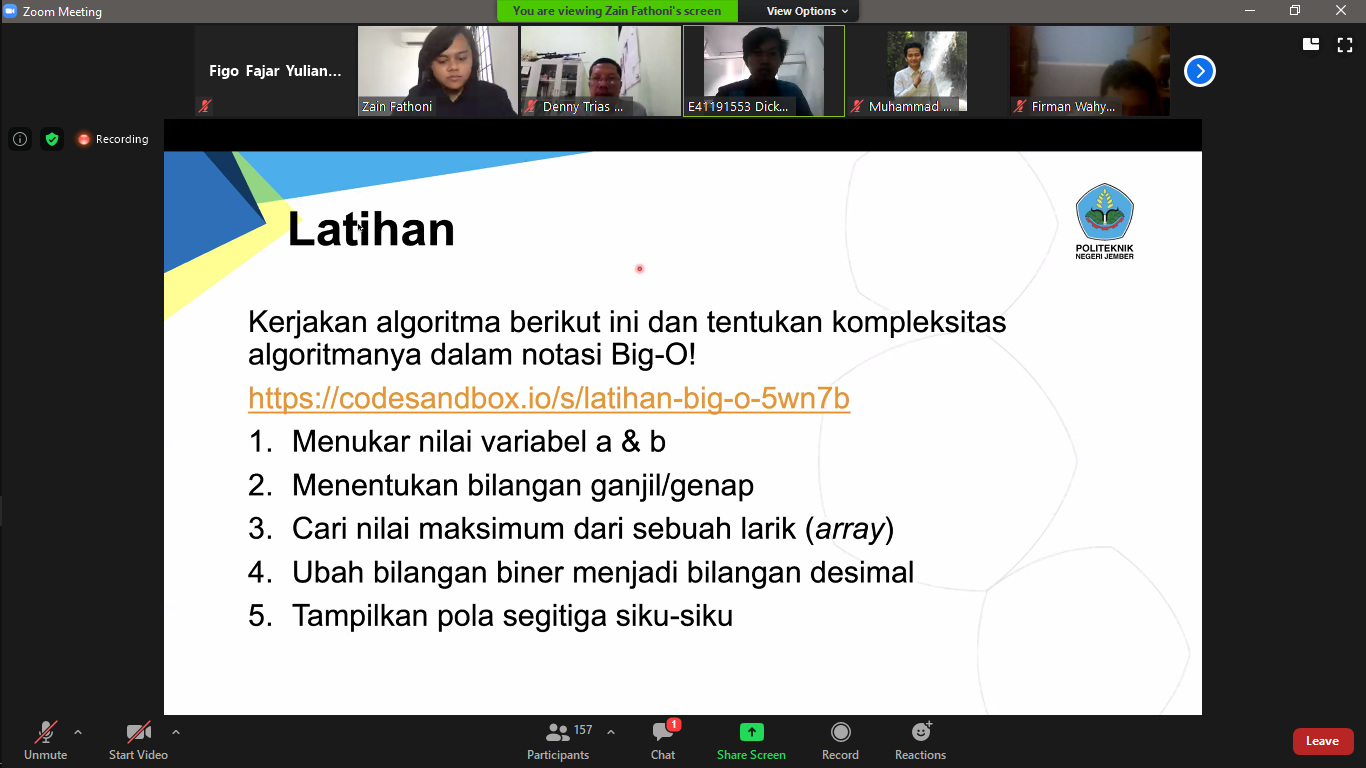 Zoom Meeting
You are viewing Zain Fathoni's screen
View Options
Figo Fajar Yulian...
Zain Fathoni
Denny Trias ...
E41191553 Dick...
Muhammad ...
Firman Wahy...
Recording
Latihan
POLITEKNIK
NEGERI JEMBER
Kerjakan algoritma berikut ini dan tentukan kompleksitas
algoritmanya dalam notasi Big-O!
https://codesandbox.io/s/latihan-big-o-5wn7b
1. Menukar nilai variabel a & b
2. Menentukan bilangan ganjil/genap
3. Cari nilai maksimum dari sebuah larik (array)
4. Ubah bilangan biner menjadi bilangan desimal
5. Tampilkan pola segitiga siku-siku
Unmute
Start Video
157
Participants
1
Chat
Share Screen
Record
Reactions
Leave